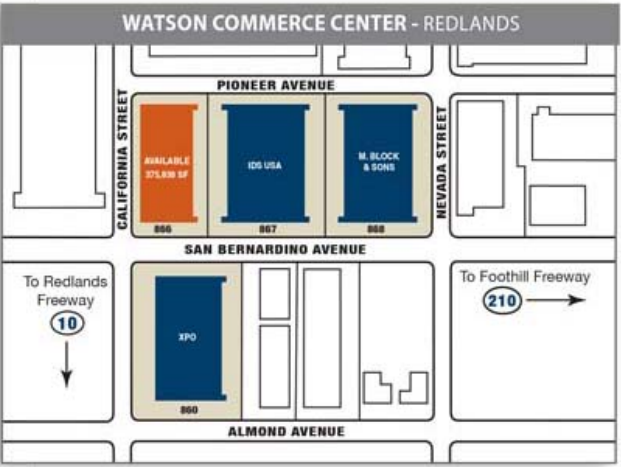 WATSON COMMERCE CENTER - REDLANDS
PIONEER AVENUE
CALIFORNIA STREET
AVAILABLE
IDS USA
M. BLOCK
& SONS
NEVADA STREET
866
867
868
SAN BERNARDINO AVENUE
To Redlands
Freeway
10
To Foothill Freeway
210
XPO
860
ALMOND AVENUE